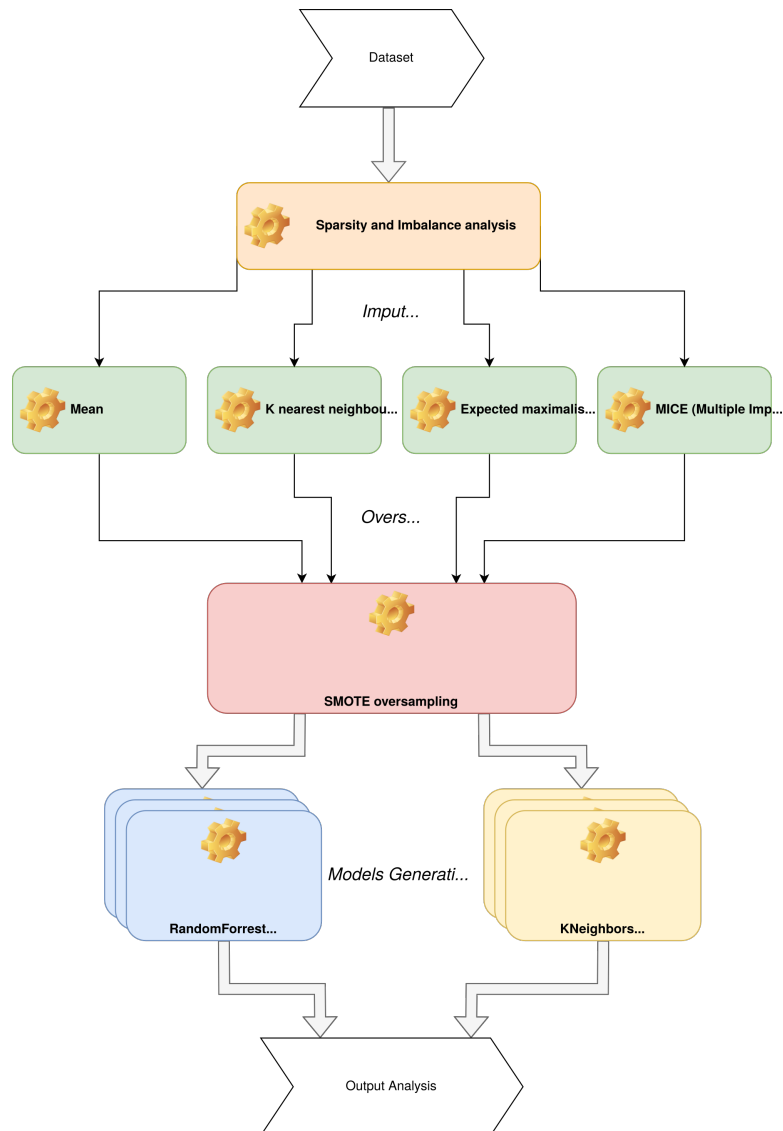 Dataset
Sparsity and Imbalance analysis
Imput...
Mean
K nearest neighbou...
Expected maximalis...
MICE (Multiple Imp...
Overs...
SMOTE oversampling
Models Generati...
RandomForrest...
KNeighbors...
Output Analysis